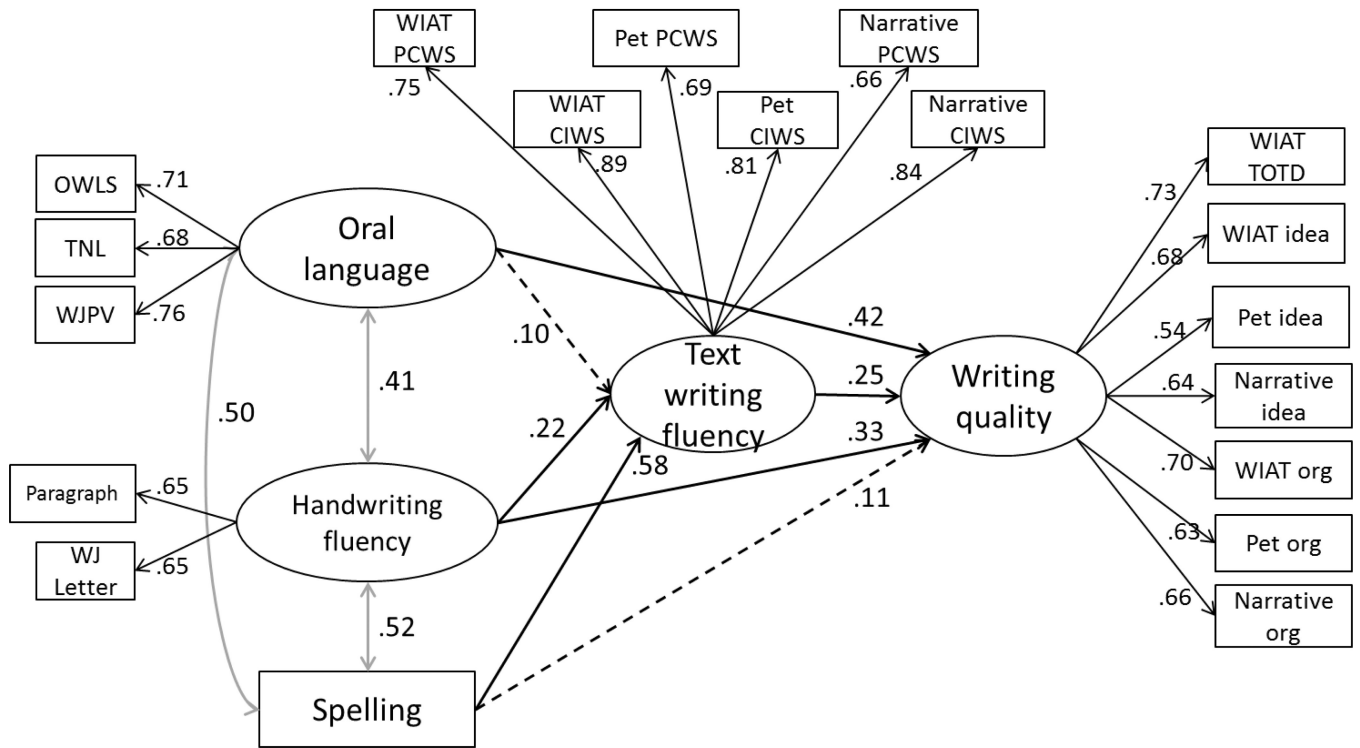 WIAT
PCWS
Pet PCWS
Narrative
PCWS
.75
.69
.66
WIAT
CIWS
Pet
CIWS
Narrative
CIWS
.89
.81
.84
WIAT
TOTD
.73
WIAT idea
.68
OWLS
.71
TNL
.68
WJPV
.76
Oral
language
Pet idea
.54
.10
.42
Text
writing
fluency
.25
Writing
quality
.64
Narrative
idea
.41
.50
.22
.33
.58
.70
WIAT org
Paragraph
.65
Handwriting
fluency
.11
WJ
Letter
.65
.63
Pet org
.52
.66
Narrative
org
Spelling